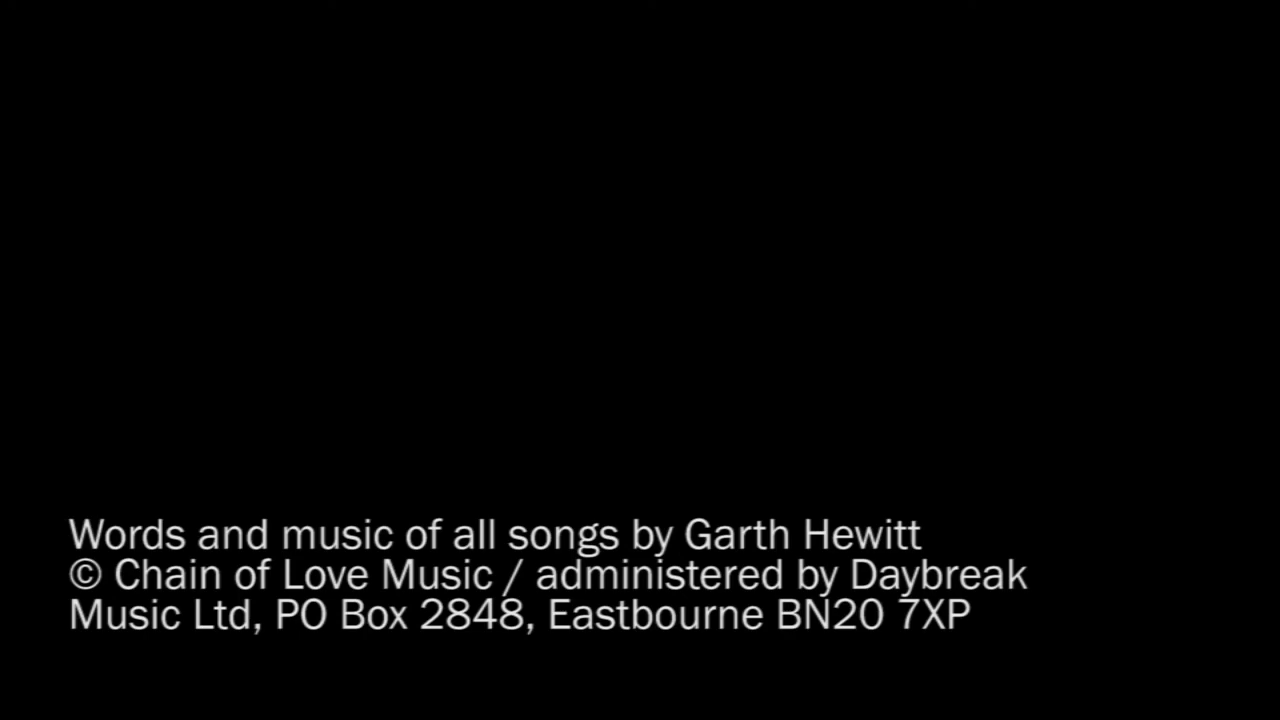 Words and music of all songs by Garth Hewitt
© Chain of Love Music / administered by Daybreak
Music Ltd, PO Box 2848, Eastbourne BN20 7XP